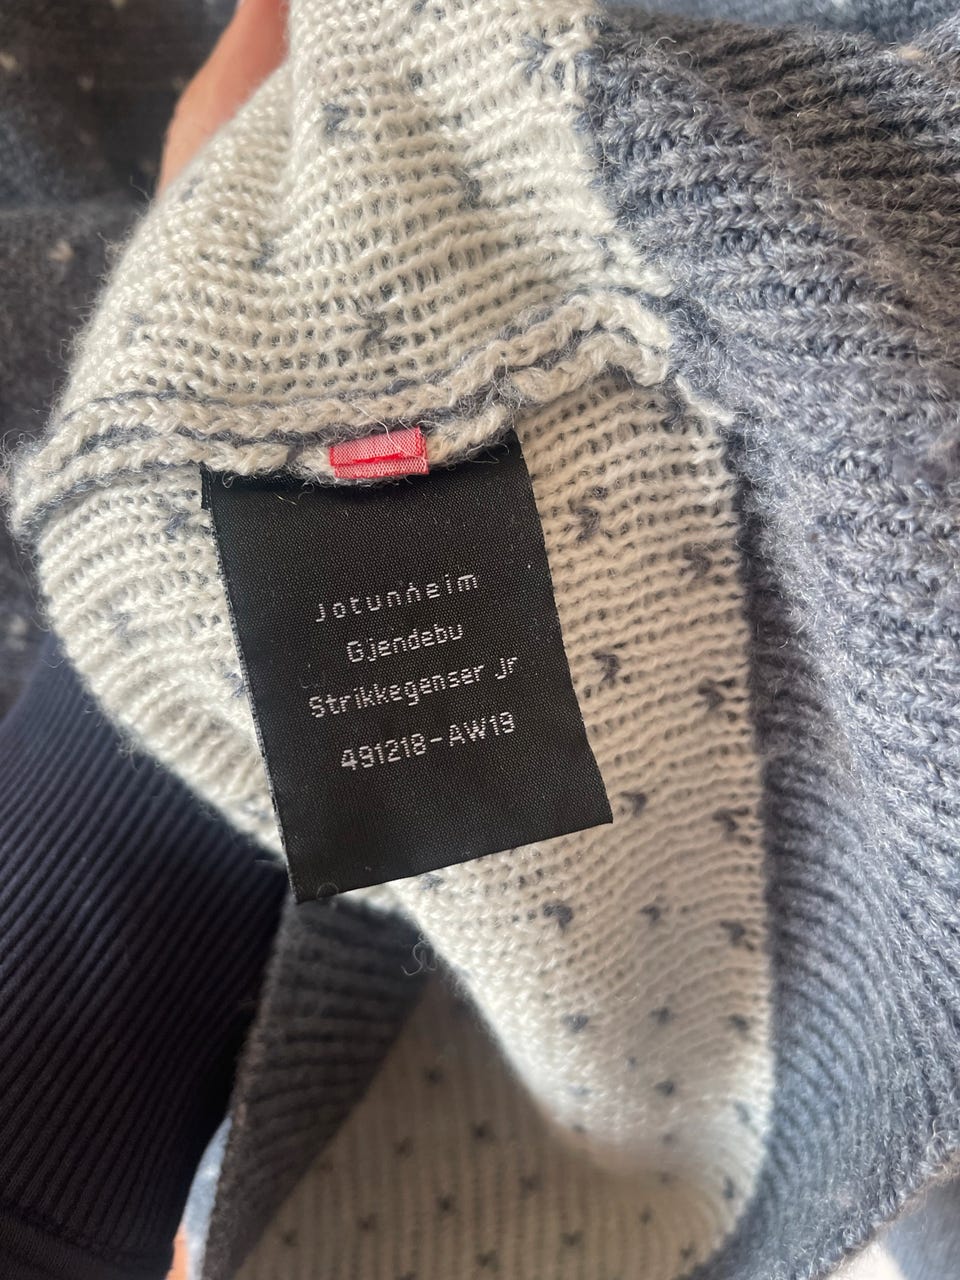 Jotunheim
Gjendebu
Strikkegenser Jr
491218-AW19